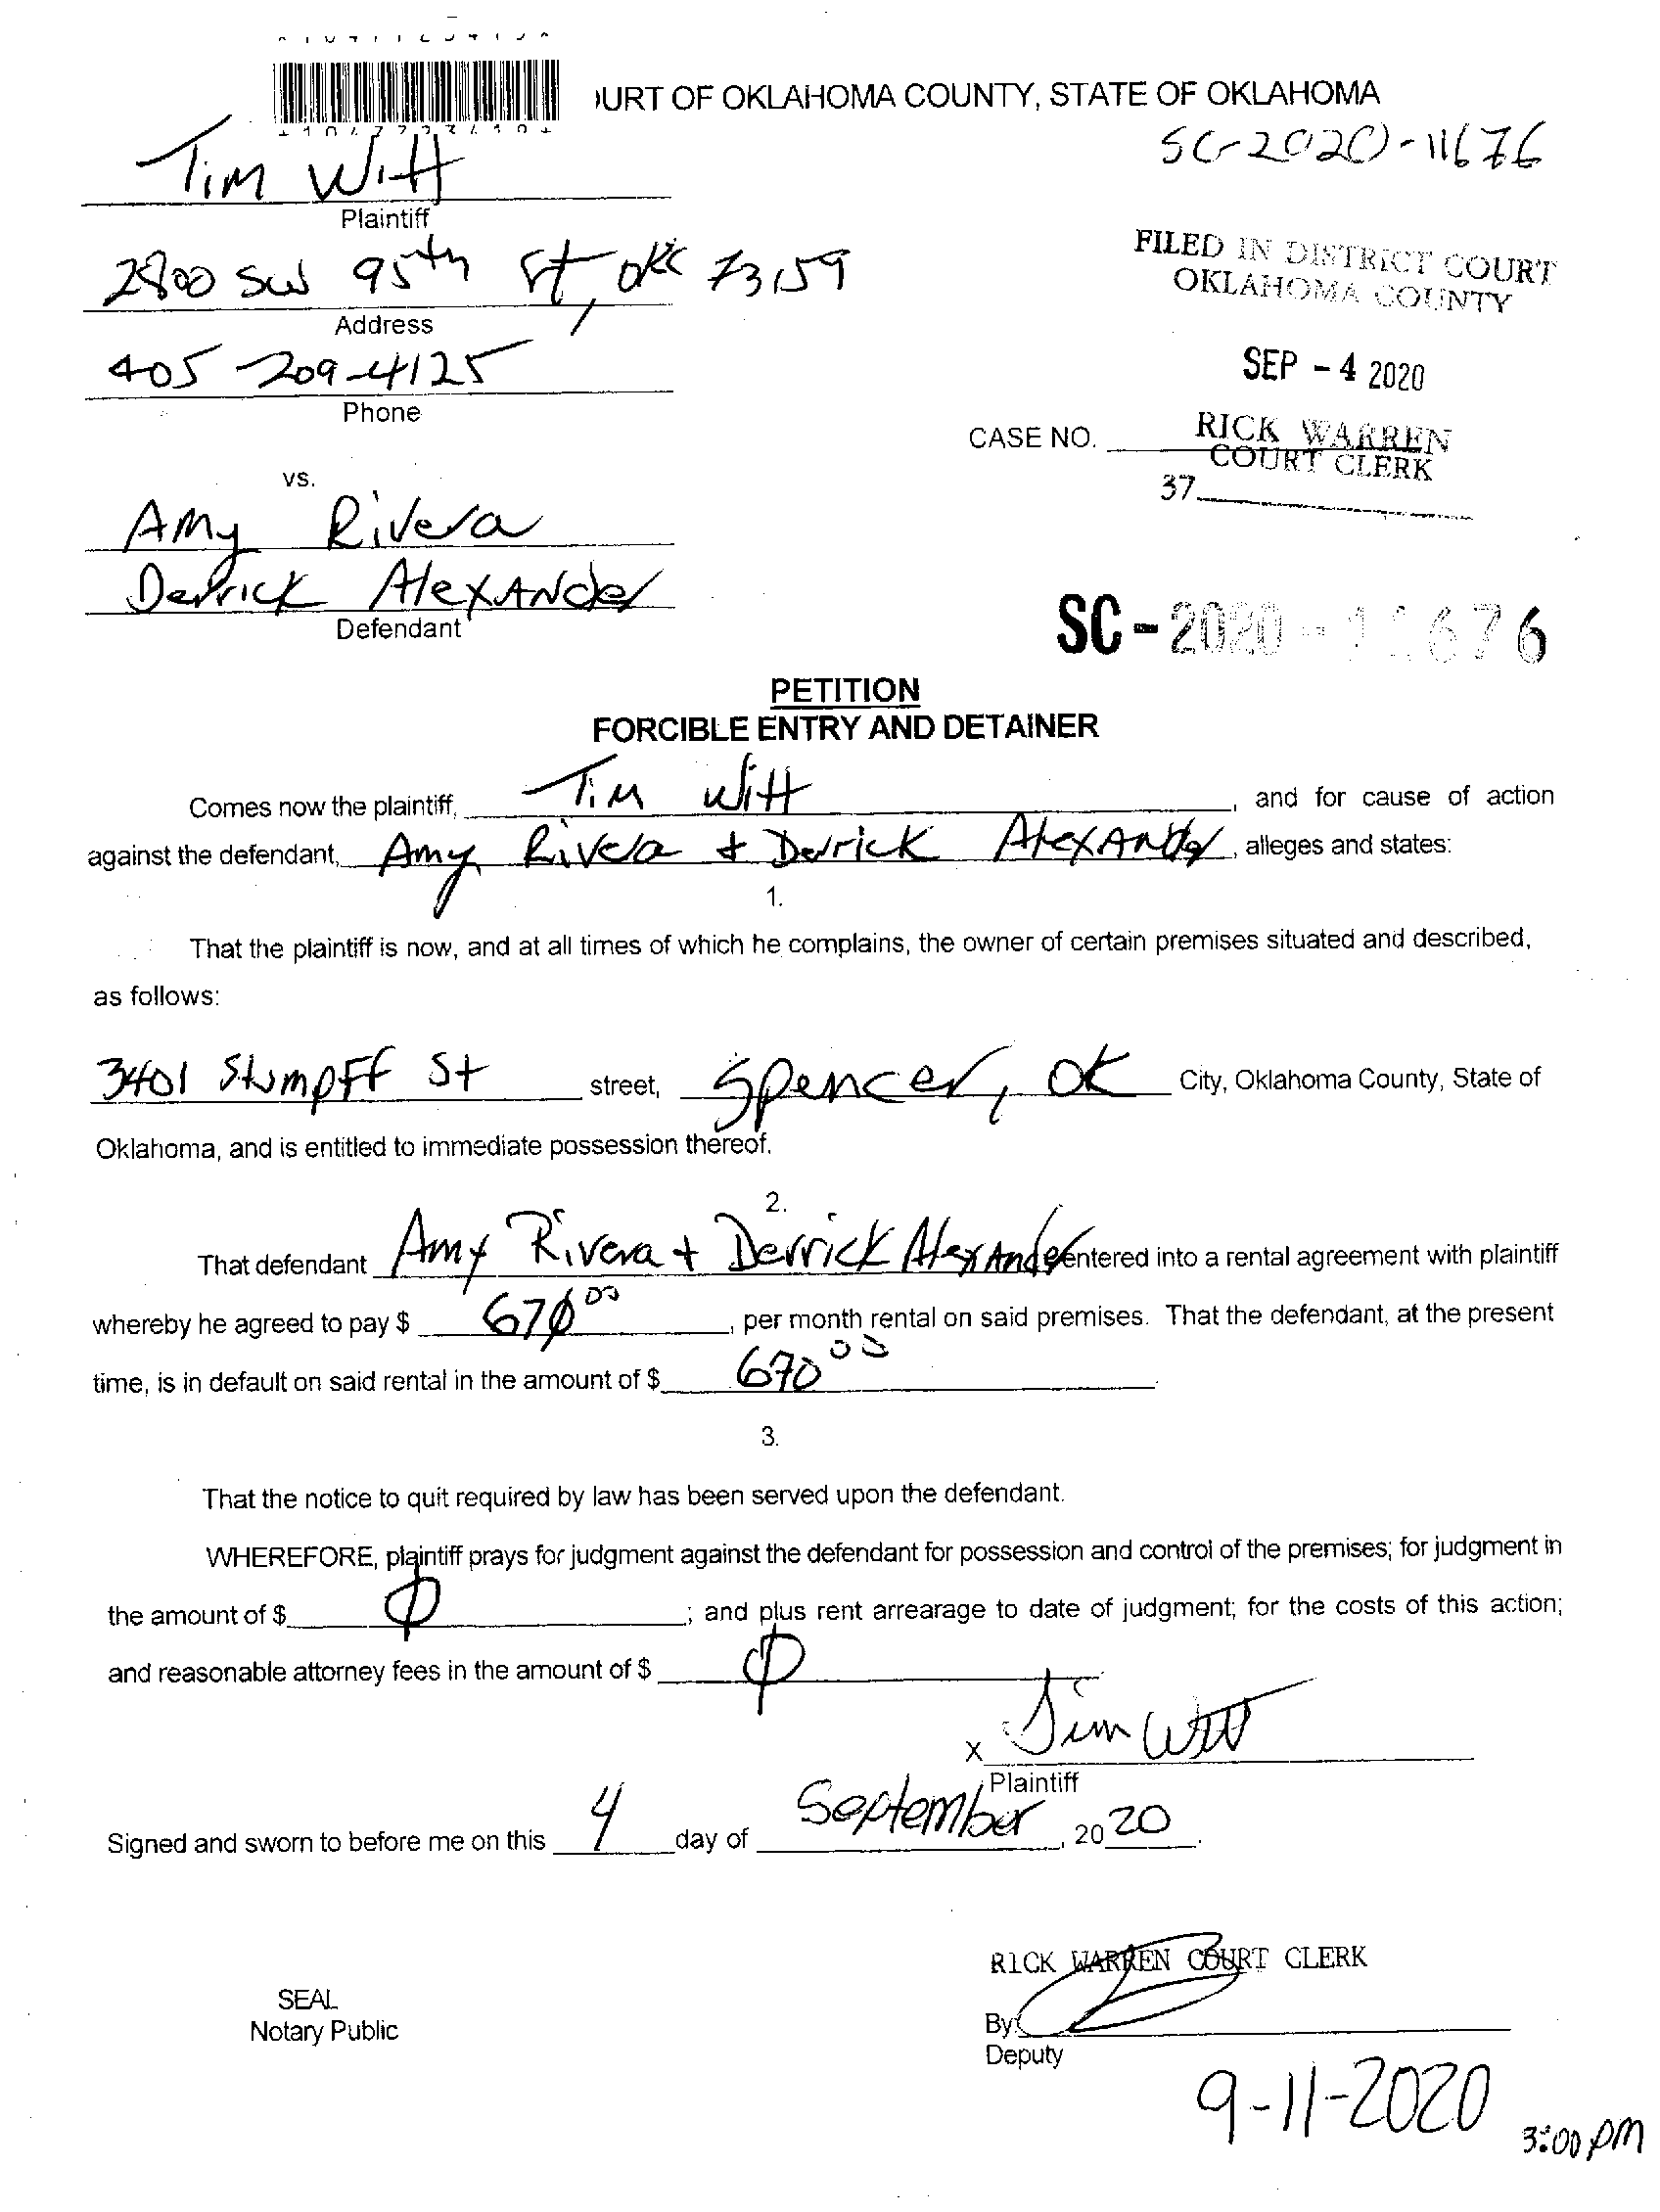 URT OF OKLAHOMA COUNTY, STATE OF OKLAHOMA
SC-2020-11676
Tim Witt
Plaintiff
2800 SW 95th St, OKC 73159
Address
FILED IN DISTRICT COURT
OKLAHOMA COUNTY
405-209-4125
Phone
SEP - 4 2020
CASE NO.
RICK WARREN
COURT CLERK
37
vs.
Amy Rivera
Derrick Alexander
Defendant
SC-2020-11676
PETITION
FORCIBLE ENTRY AND DETAINER
Comes now the plaintiff, Tim Witt, and for cause of action
against the defendant, Amy Rivera + Derrick Alexander, alleges and states:
1.
That the plaintiff is now, and at all times of which he complains, the owner of certain premises situated and described,
as follows:
3401 Stumpff St street, Spencer, OK City, Oklahoma County, State of
Oklahoma, and is entitled to immediate possession thereof.
2.
That defendant Amy Rivera + Derrick Alexander entered into a rental agreement with plaintiff
whereby he agreed to pay $ 670 00, per month rental on said premises. That the defendant, at the present
time, is in default on said rental in the amount of $ 670 00.
3.
That the notice to quit required by law has been served upon the defendant.
WHEREFORE, plaintiff prays for judgment against the defendant for possession and control of the premises; for judgment in
the amount of $ ϕ; and plus rent arrearage to date of judgment; for the costs of this action;
and reasonable attorney fees in the amount of $ ϕ
x Tim Witt
Plaintiff
Signed and sworn to before me on this 4 day of September, 2020.
RICK WARREN COURT CLERK
SEAL
Notary Public
By:
Deputy
9-11-2020
3:00 PM